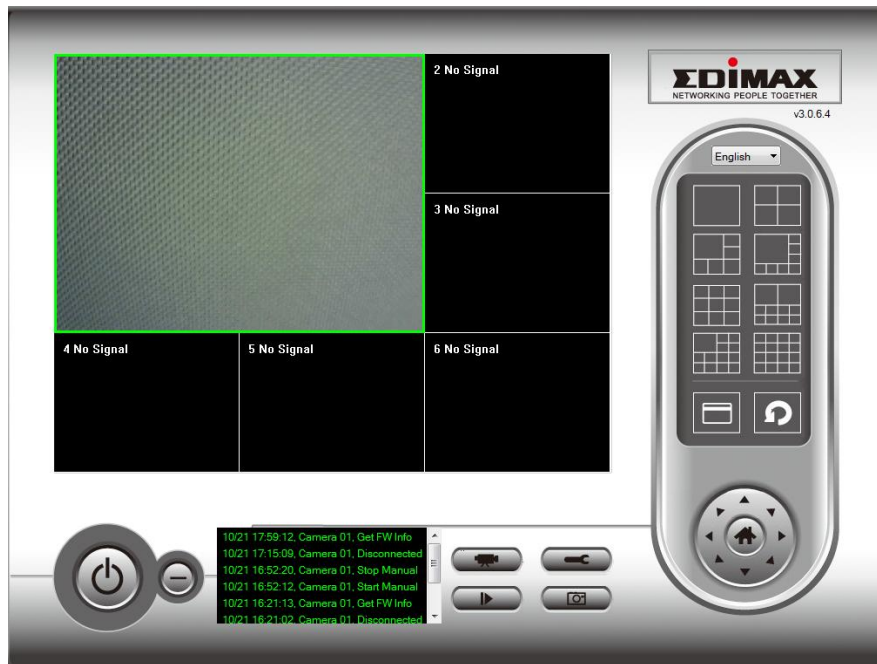 2 No Signal
EDIMAX
NETWORKING PEOPLE TOGETHER
v3.0.6.4
English
3 No Signal
4 No Signal
5 No Signal
6 No Signal
10/21 17:59:12, Camera 01, Get FW Info
10/21 17:15:09, Camera 01, Disconnected
10/21 16:52:20, Camera 01, Stop Manual
10/21 16:52:12, Camera 01, Start Manual
10/21 16:21:13, Camera 01, Get FW Info
10/21 16:21:02, Camera 01, Disconnected